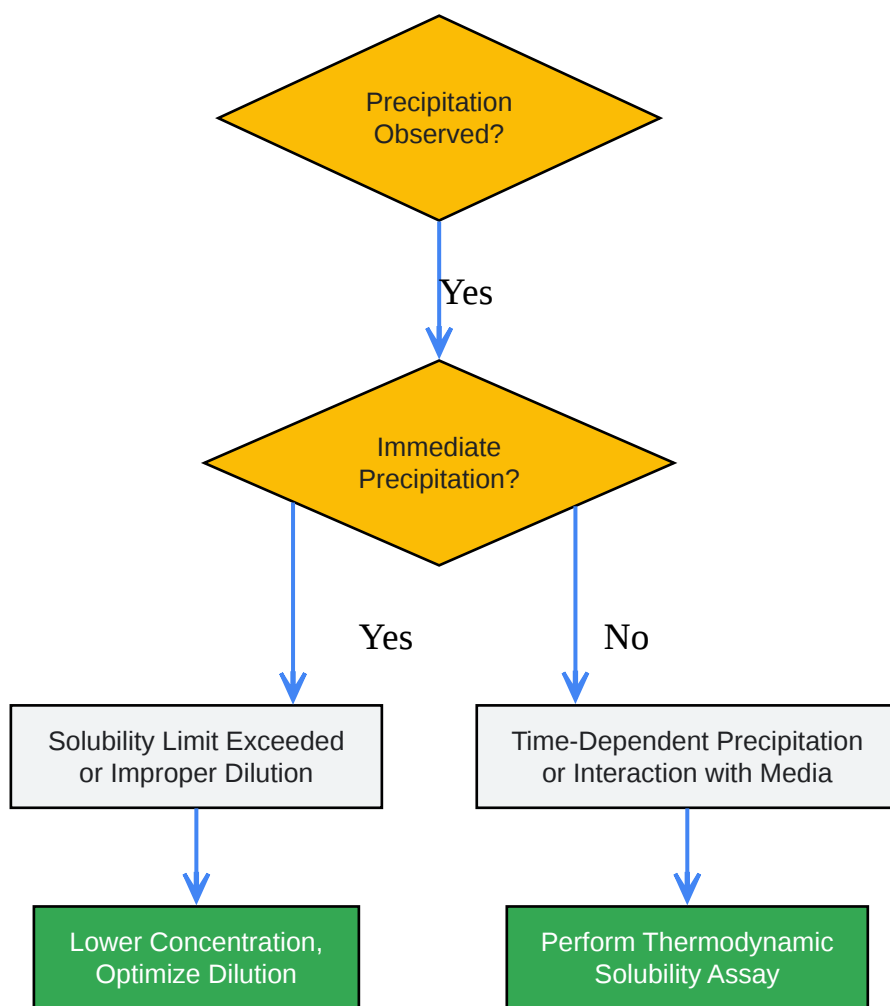 Precipitation
Observed?
Yes
Immediate
Precipitation?
Yes
No
Solubility Limit Exceeded
or Improper Dilution
Time-Dependent Precipitation
or Interaction with Media
Lower Concentration,
Optimize Dilution
Perform Thermodynamic
Solubility Assay